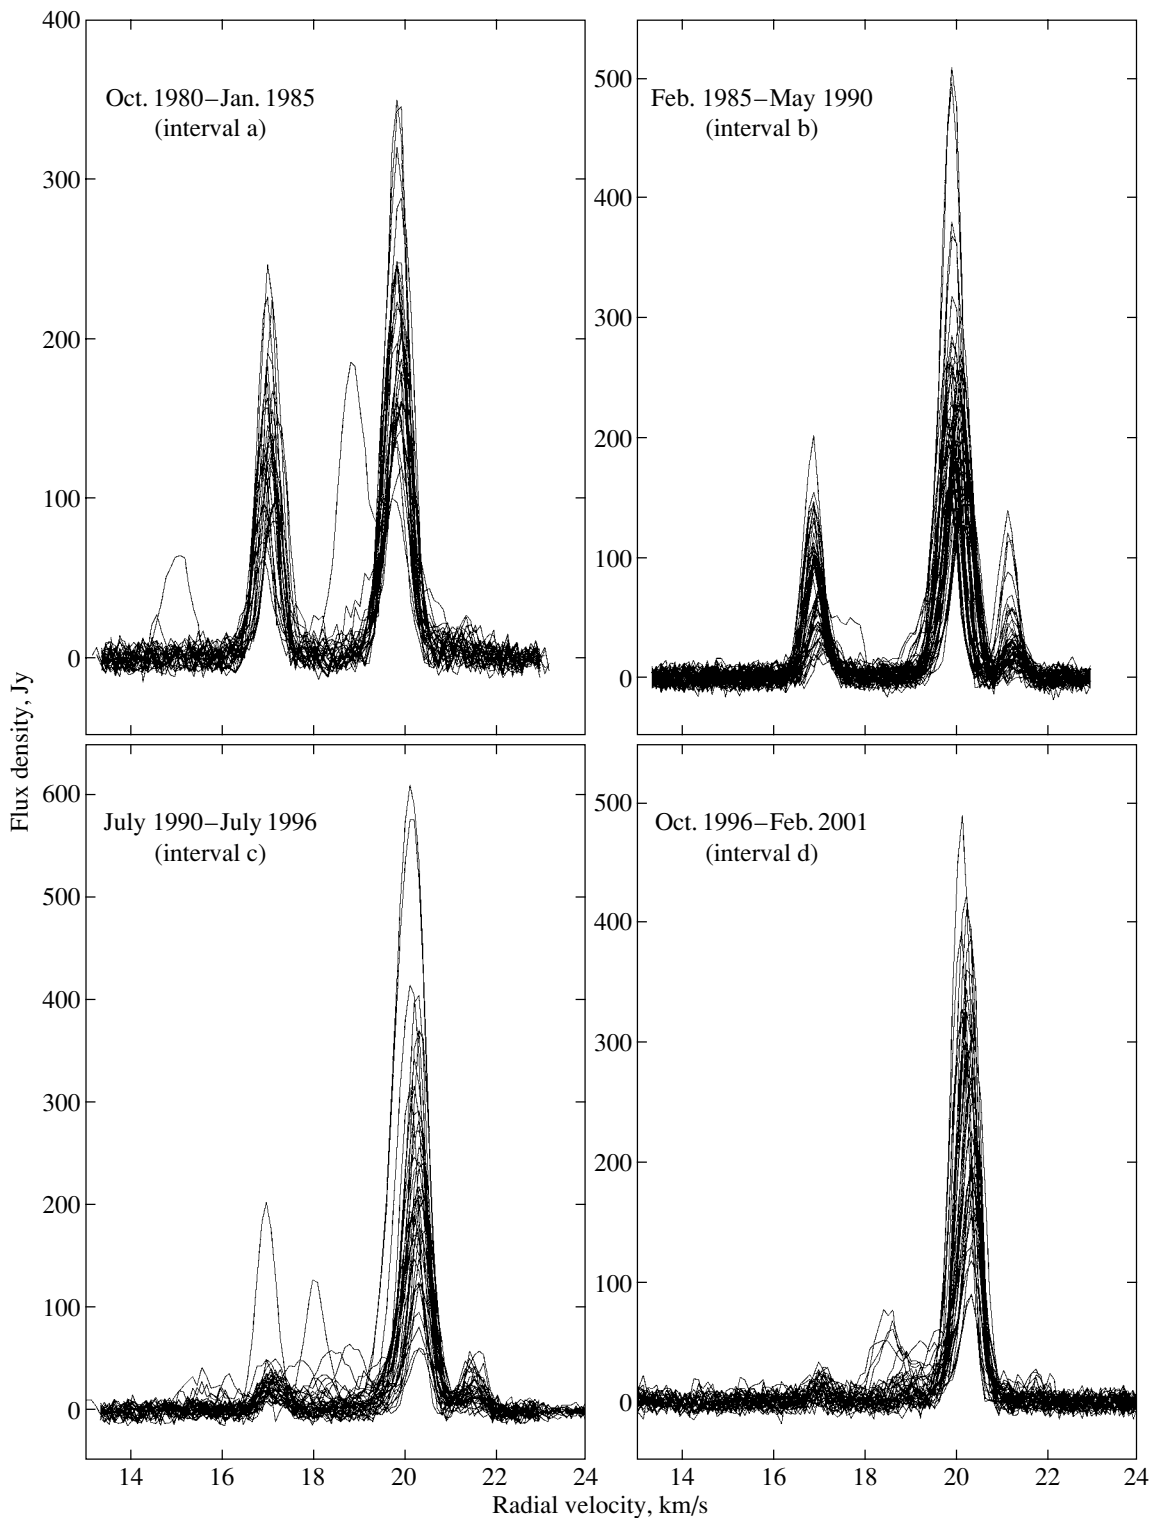 400
300
200
100
0
Oct. 1980–Jan. 1985
(interval a)
500
400
300
200
100
0
Feb. 1985–May 1990
(interval b)
Flux density, Jy
600
500
400
300
200
100
0
July 1990–July 1996
(interval c)
14 16 18 20 22 24
500
400
300
200
100
0
Oct. 1996–Feb. 2001
(interval d)
14 16 18 20 22 24
Radial velocity, km/s